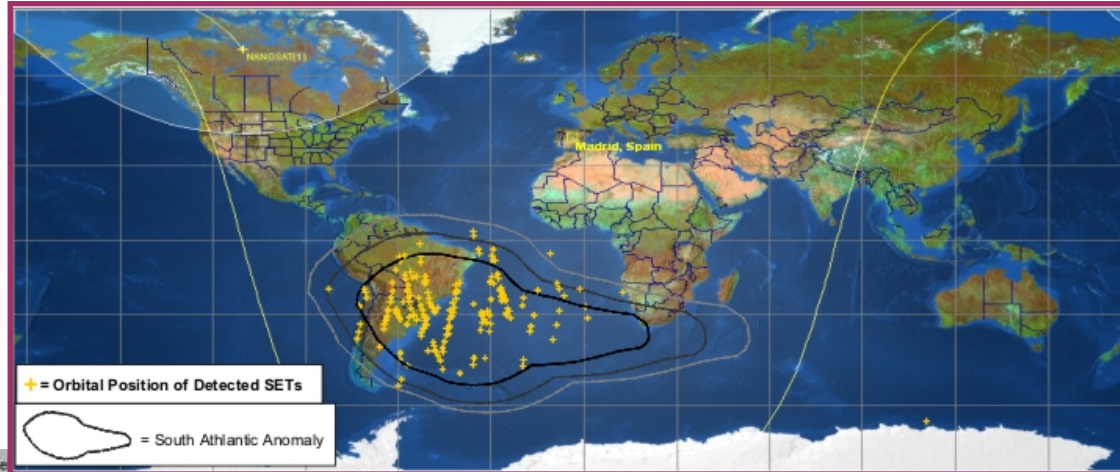 NANOSAT(1)
Madrid, Spain
+ = Orbital Position of Detected SETs
= South Athlantic Anomaly